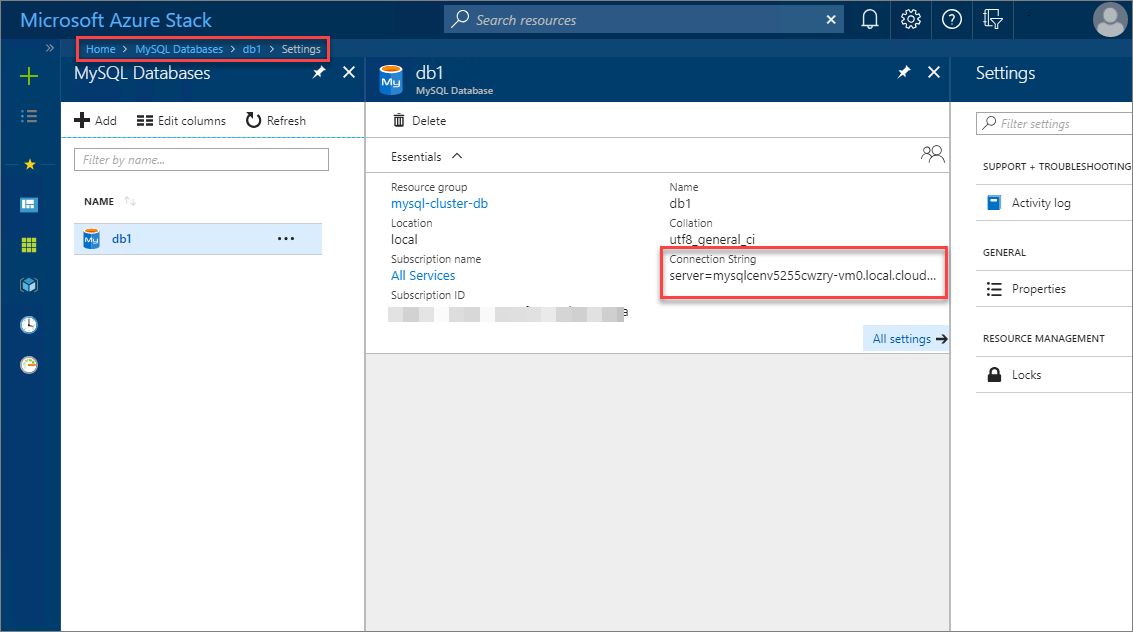 Microsoft Azure Stack
Search resources
Home > MySQL Databases > db1 > Settings
MySQL Databases
Add
Edit columns
Refresh
Filter by name...
NAME
My
db1
My
db1
MySQL Database
Delete
Essentials
Resource group
mysql-cluster-db
Location
local
Subscription name
All Services
Subscription ID
a
Name
db1
Collation
utf8_general_ci
Connection String
server=mysqlcenv5255cwzry-vm0.local.cloud...
All settings
Settings
Filter settings
SUPPORT + TROUBLESHOOTING
Activity log
GENERAL
Properties
RESOURCE MANAGEMENT
Locks